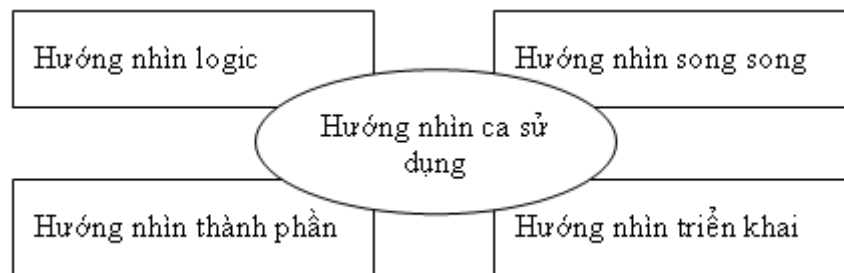 Hướng nhìn logic
Hướng nhìn song song
Hướng nhìn ca sử
dụng
Hướng nhìn thành phần
Hướng nhìn triển khai